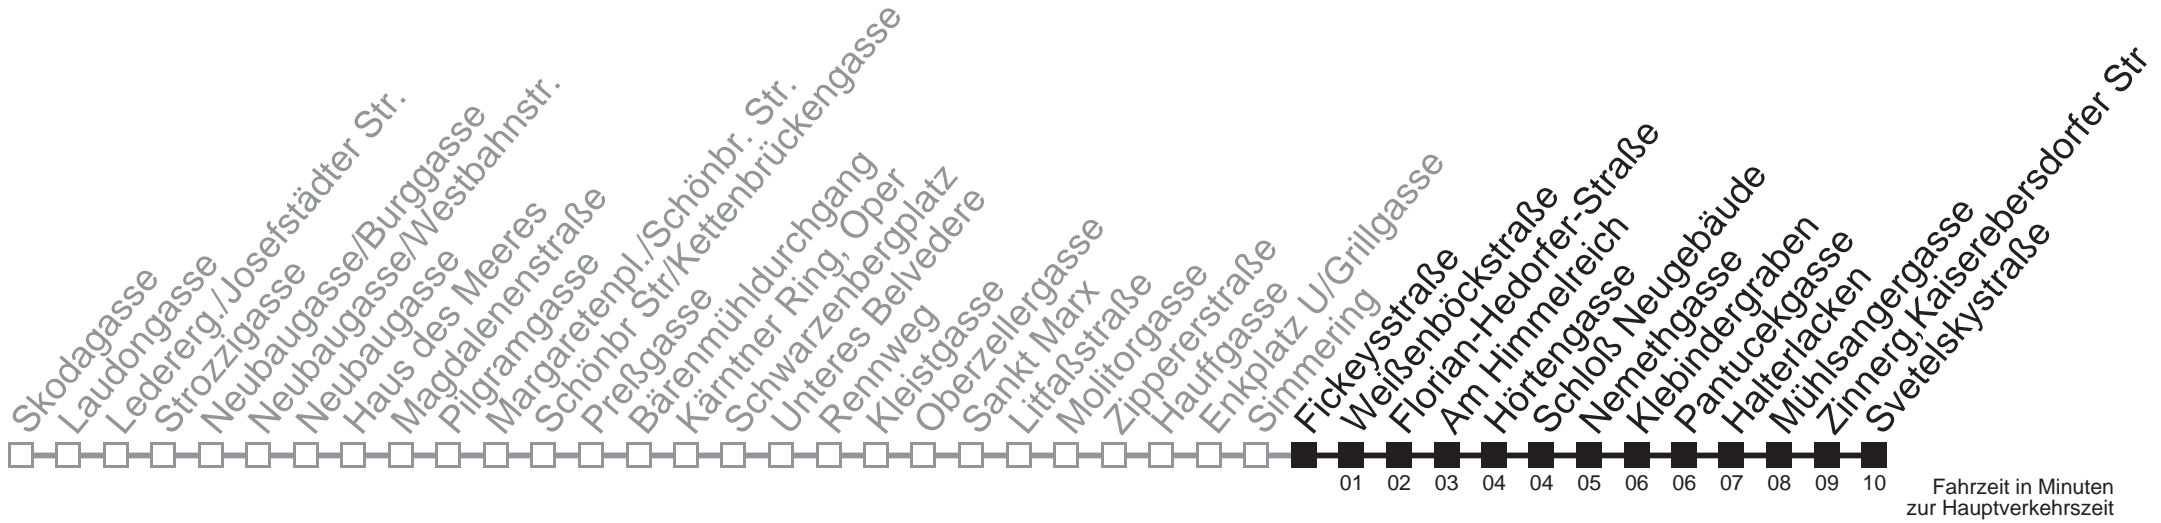 Skodagasse
Laudongasse
Ledererg./Josefstädter Str.
Strozzigasse
Neubaugasse/Burggasse
Neubaugasse/Westbahnstr.
Neubaugasse
Haus des Meeres
Magdalenenstraße
Pilgramgasse
Margaretenpl./Schönbr. Str.
Schönbr Str/Kettenbrückengasse
Preßgasse
Bärenmühldurchgang
Kärntner Ring, Oper
Schwarzenbergplatz
Unteres Belvedere
Rennweg
Kleistgasse
Oberzellergasse
Sankt Marx
Litfaßstraße
Molitorgasse
Zippererstraße
Hauffgasse
Enkplatz U/Grillgasse
Simmering
Fickeysstraße
Weißenböckstraße
Florian-Hedorfer-Straße
Am Himmelreich
Hörtengasse
Schloß Neugebäude
Nemethgasse
Klebindergraben
Pantucekgasse
Halterlacken
Mühlsangergasse
Zinnerg,Kaiserebersdorfer Str
Svetelskystraße
01 02 03 04 04 05 06 06 07 08 09 10
Fahrzeit in Minuten
zur Hauptverkehrszeit